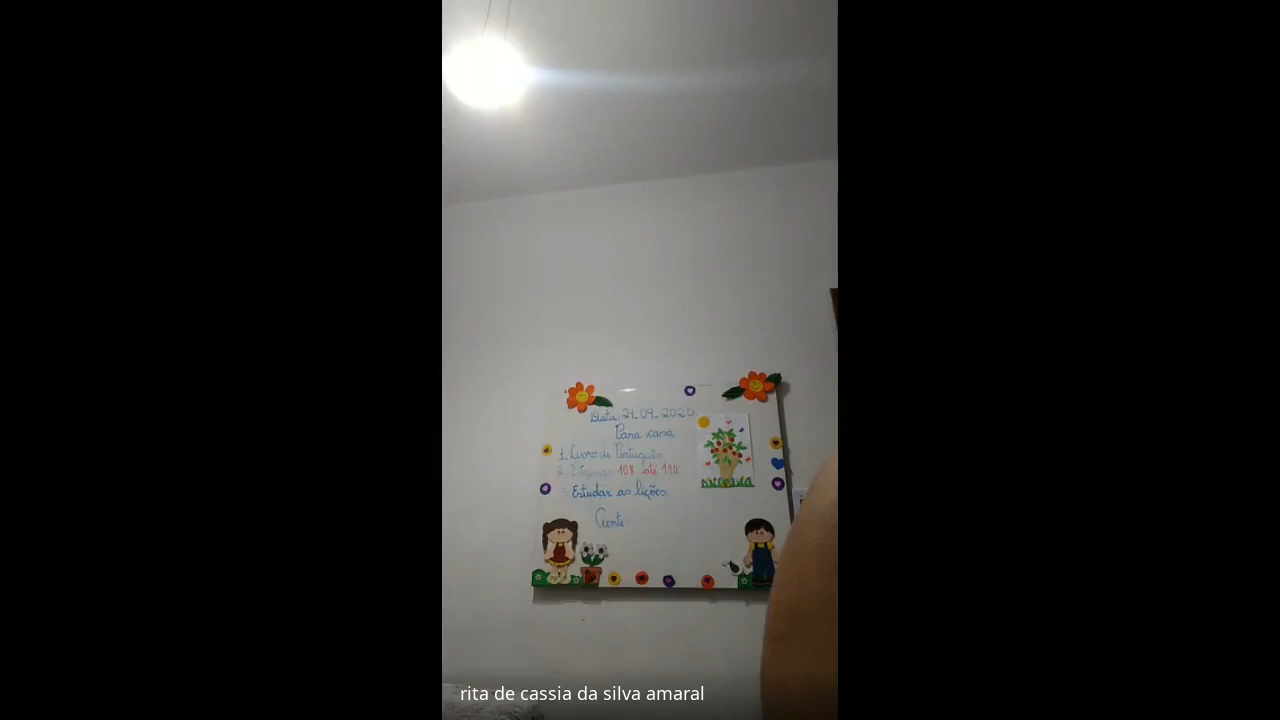 Data: 21.09.2020.
Para casa
1. Livro de Português
2. Páginas: 108 até 110.
3. Estudar as lições.
Ciente:
rita de cassia da silva amaral